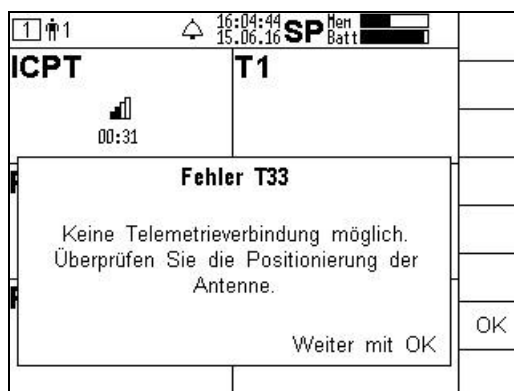 1 1 16:04:44 SP Mem
15.06.16 Batt
ICPT T1
00:31
Fehler T33
Keine Telemetrieverbindung möglich.
Überprüfen Sie die Positionierung der
Antenne.
Weiter mit OK
OK